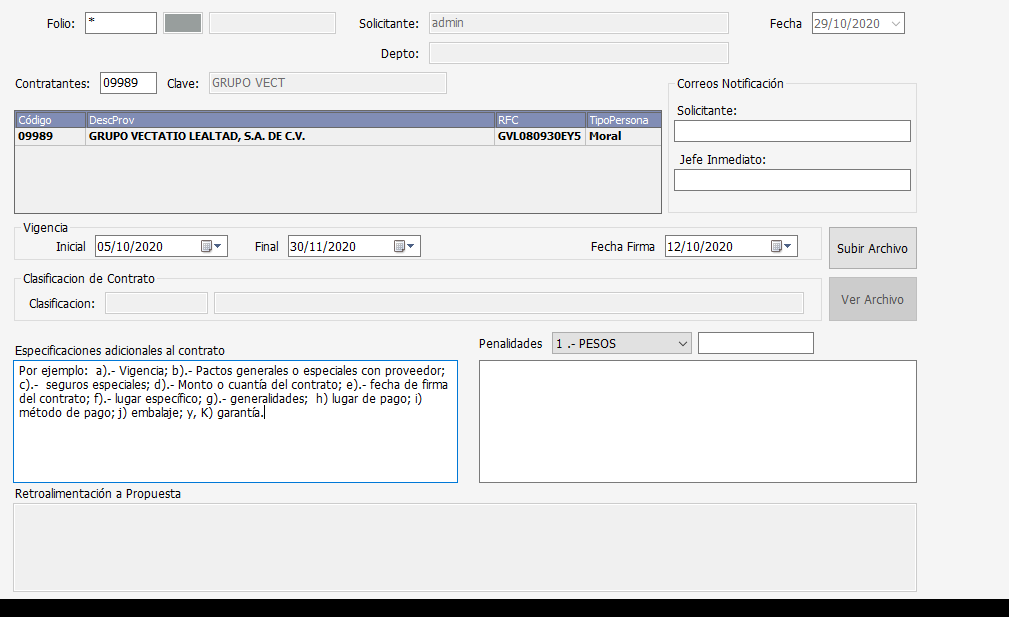 Folio: * Solicitante: admin Fecha 29/10/2020
Depto:
Contratantes: 09989 Clave: GRUPO VECT
Correos Notificación
Solicitante:
Jefe Inmediato:
Código DescProv RFC TipoPersona
09989 GRUPO VECTATIO LEALTAD, S.A. DE C.V. GVL080930EY5 Moral
Vigencia
Inicial 05/10/2020 Final 30/11/2020 Fecha Firma 12/10/2020
Subir Archivo
Clasificacion de Contrato
Clasificacion:
Ver Archivo
Especificaciones adicionales al contrato
Penalidades 1 .- PESOS
Por ejemplo: a).- Vigencia; b).- Pactos generales o especiales con proveedor;
c).- seguros especiales; d).- Monto o cuantía del contrato; e).- fecha de firma
del contrato; f).- lugar específico; g).- generalidades; h) lugar de pago; i)
método de pago; j) embalaje; y, K) garantía.
Retroalimentación a Propuesta